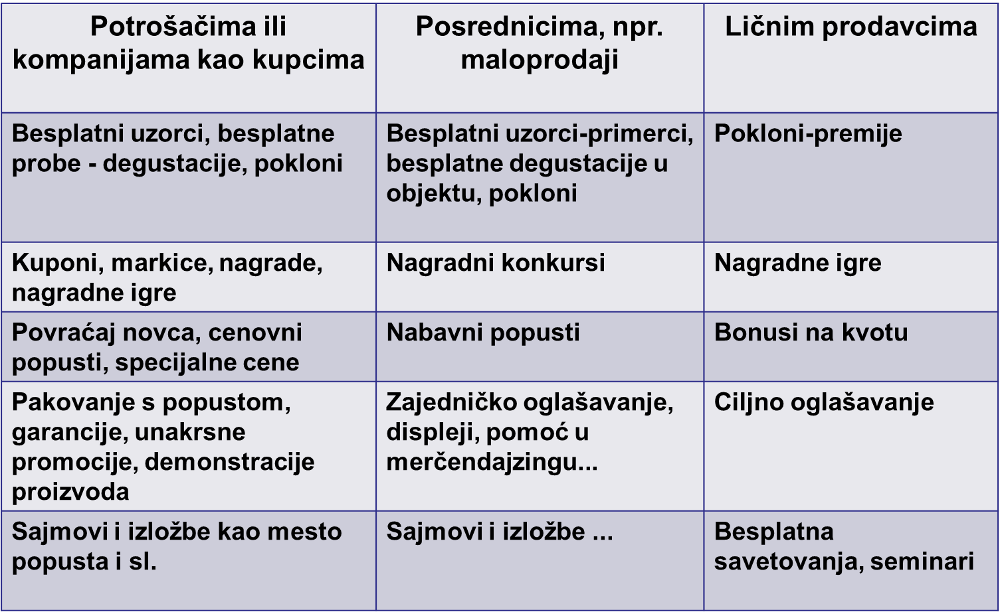 Potrošačima ili
kompanijama kao kupcima
Posrednicima, npr.
maloprodaji
Ličnim prodavcima
Besplatni uzorci, besplatne
probe - degustacije, pokloni
Besplatni uzorci-primerci,
besplatne degustacije u
objektu, pokloni
Pokloni-premije
Kuponi, markice, nagrade,
nagradne igre
Nagradni konkursi
Nagradne igre
Povraćaj novca, cenovni
popusti, specijalne cene
Nabavni popusti
Bonusi na kvotu
Pakovanje s popustom,
garancije, unakrsne
promocije, demonstracije
proizvoda
Zajedničko oglašavanje,
displeji, pomoć u
merčendajzingu...
Ciljno oglašavanje
Sajmovi i izložbe kao mesto
popusta i sl.
Sajmovi i izložbe ...
Besplatna
savetovanja, seminari